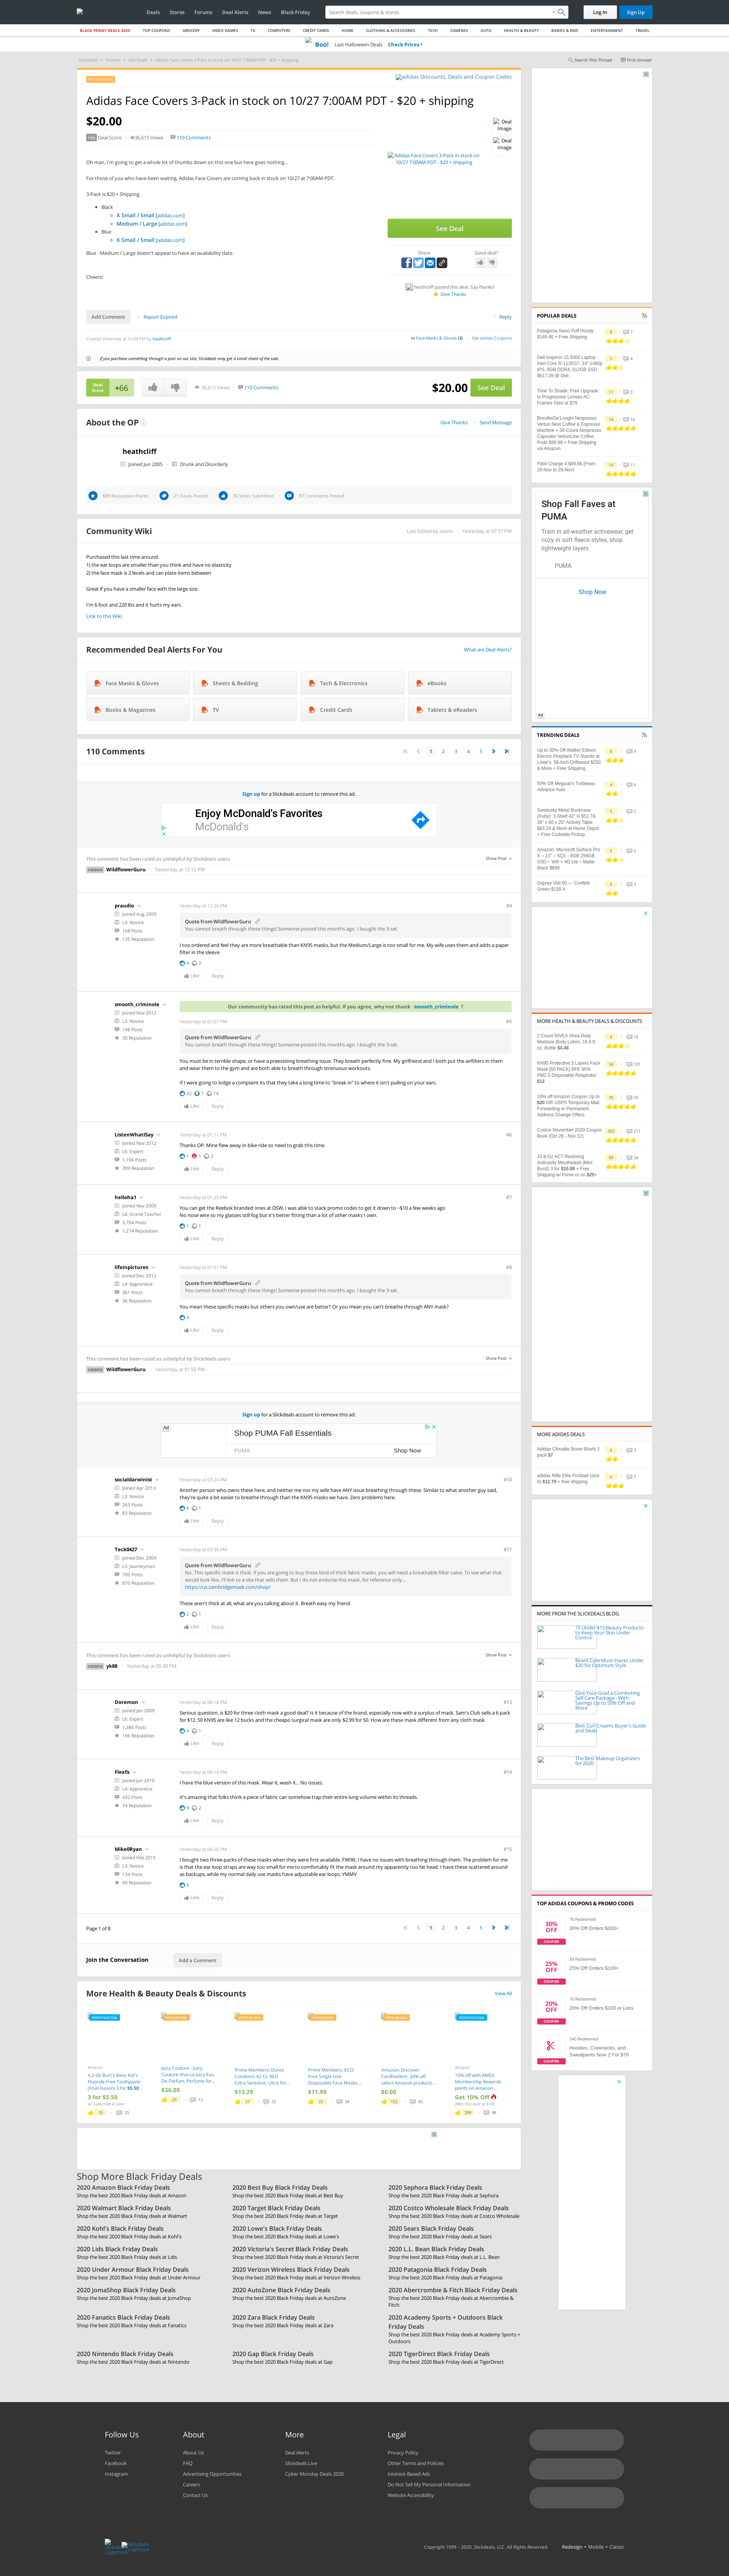 Deals Stores Forums Deal Alerts News Black Friday
Search deals, coupons & stores
Log In Sign Up
BLACK FRIDAY DEALS 2020 TOP COUPONS GROCERY VIDEO GAMES TV COMPUTERS CREDIT CARDS HOME CLOTHING & ACCESSORIES TECH CAMERAS AUTO HEALTH & BEAUTY BABIES & KIDS ENTERTAINMENT TRAVEL
Boo! Last Halloween Deals Check Prices ›
Slickdeals > Forums > Hot Deals > Adidas Face Covers 3-Pack in stock on 10/27 7:00AM PDT - $20 + shipping
Search This Thread First Unread
adidas Discounts, Deals and Coupon Codes
Adidas Face Covers 3-Pack in stock on 10/27 7:00AM PDT - $20 + shipping
$20.00
+66 Deal Score 36,615 Views 110 Comments
Deal Image
Deal Image
Adidas Face Covers 3-Pack in stock on 10/27 7:00AM PDT - $20 + shipping
Oh man, I'm going to get a whole lot of thumbs down on this one but here goes nothing...
For those of you who have been waiting, Adidas Face Covers are coming back in stock on 10/27 at 7:00AM PDT.
3-Pack is $20 + Shipping.
Black
X Small / Small [adidas.com]
Medium / Large [adidas.com]
Blue
X Small / Small [adidas.com]
Blue - Medium / Large doesn't appear to have an availability date.
Cheers!
See Deal
Share Good deal?
heathcliff posted this deal. Say thanks!
Give Thanks
Add Comment Report Expired Reply
Created Yesterday at 12:09 PM by heathcliff
in Face Masks & Gloves (3) Get adidas Coupons
If you purchase something through a post on our site, Slickdeals may get a small share of the sale.
Deal Score +66 36,615 Views 110 Comments $20.00 See Deal
About the OP Give Thanks Send Message
heathcliff
Joined Jun 2005 Drunk and Disorderly
689 Reputation Points 21 Deals Posted 30 Votes Submitted 97 Comments Posted
Community Wiki
Last Edited by eamin Yesterday at 07:37 PM
Purchased this last time around.
1) the ear loops are smaller than you think and have no elasticity
2) the face mask is 2 levels and can place items between
Great if you have a smaller face with the large size.
I'm 6 foot and 220 lbs and it hurts my ears.
Link to this Wiki
Recommended Deal Alerts For You What are Deal Alerts?
Face Masks & Gloves Sheets & Bedding Tech & Electronics eBooks
Books & Magazines TV Credit Cards Tablets & eReaders
110 Comments 1 2 3 4 5
Sign up for a Slickdeals account to remove this ad.
Enjoy McDonald's Favorites
McDonald's
This comment has been rated as unhelpful by Slickdeals users Show Post
HIDDEN WildflowerGuru Yesterday at 12:12 PM
praudio Yesterday at 12:26 PM #4
Joined Aug 2009
L3: Novice
168 Posts
135 Reputation
Quote from WildflowerGuru
You cannot breath through these things! Someone posted this months ago. I bought the 3-set.
I too ordered and they are more breathable than KN95 masks, but the Medium/Large is too small for me. My wife uses them and adds a paper filter in the sleeve.
4 2
Like Reply
smooth_criminole
Joined Nov 2012
L3: Novice
148 Posts
30 Reputation
Our community has rated this post as helpful. If you agree, why not thank smooth_criminole ?
Yesterday at 01:07 PM #5
Quote from WildflowerGuru
You cannot breath through these things! Someone posted this months ago. I bought the 3-set.
You must be in terrible shape, or have a preexisting breathing issue. They breath perfectly fine. My girlfriend and I both put the airfilters in them and wear them to the gym and are both able to breath through strenuous workouts.
If I were going to lodge a complaint its that they take a long time to "break in" to where it isn't pulling on your ears.
32 1 14
Like Reply
ListenWhatISay Yesterday at 01:11 PM #6
Joined Nov 2012
L6: Expert
1,106 Posts
309 Reputation
Thanks OP. Mine flew away in bike ride so need to grab this time.
1 1 2
Like Reply
helloha1 Yesterday at 01:25 PM #7
Joined Nov 2009
L8: Grand Teacher
3,784 Posts
1,274 Reputation
You can get the Reebok branded ones at DSW, I was able to stack promo codes to get it down to ~$10 a few weeks ago
No nose wire so my glasses still fog but it's better fitting than a lot of other masks I own.
1 1
Like Reply
lifeinpictures Yesterday at 01:31 PM #8
Joined Dec 2012
L4: Apprentice
361 Posts
36 Reputation
Quote from WildflowerGuru
You cannot breath through these things! Someone posted this months ago. I bought the 3-set.
You mean these specific masks but others you own/use are better? Or you mean you can't breathe through ANY mask?
4
Like Reply
This comment has been rated as unhelpful by Slickdeals users Show Post
HIDDEN WildflowerGuru Yesterday at 01:55 PM
Sign up for a Slickdeals account to remove this ad.
Ad
Shop PUMA Fall Essentials
PUMA Shop Now
socialdarwinist Yesterday at 03:24 PM #10
Joined Apr 2013
L3: Novice
263 Posts
83 Reputation
Another person who owns these here, and neither me nor my wife have ANY issue breathing through these. Similar to what another guy said, they're quite a bit easier to breathe through than the KN95 masks we have. Zero problems here.
6 1
Like Reply
Teck0427 Yesterday at 03:30 PM #11
Joined Dec 2009
L5: Journeyman
700 Posts
870 Reputation
Quote from WildflowerGuru
No. This specific mask is thick. If you are going to buy these kind of thick fabric masks, you will need a breathable filter valve. To see what that would look like, I'll link to a site that sells them. But I do not endorse Mask, for reference only...
https://us.cambridgemask.com/shop/
These aren't thick at all, what are you talking about it. Breath easy my friend
2 1
Like Reply
This comment has been rated as unhelpful by Slickdeals users Show Post
HIDDEN yk88 Yesterday at 05:38 PM
Doremon Yesterday at 06:18 PM #13
Joined Jan 2009
L6: Expert
1,386 Posts
196 Reputation
Serious question, is $20 for three cloth mask a good deal? Is it because of the brand, especially now with a surplus of mask. Sam's Club sells a 6 pack for $12, 50 KN95 are like 12 bucks and the cheapo surgical mask are only $2.99 for 50. How are these mask different from any cloth mask
4 1
Like Reply
Flexfx Yesterday at 06:19 PM #14
Joined Jun 2010
L4: Apprentice
432 Posts
74 Reputation
I have the blue version of this mask. Wear it, wash it... No issues.
It's amazing that folks think a piece of fabric can somehow trap their entire lung volume within its threads.
9 2
Like Reply
Mike0Ryan Yesterday at 06:26 PM #15
Joined Feb 2015
L3: Novice
134 Posts
49 Reputation
I bought two three-packs of these masks when they were first available. FWIW, I have no issues with breathing through them. The problem for me is that the ear loop straps are way too small for me to comfortably fit the mask around my apparently too fat head. I have these scattered around as backups, while my normal daily use masks have adjustable ear loops. YMMV
4
Like Reply
Page 1 of 8 1 2 3 4 5
Join the Conversation Add a Comment
More Health & Beauty Deals & Discounts View All
Amazon
4.2-Oz Burt's Bees Kid's Fluoride Free Toothpaste (Fruit Fusion) 3 for $5.50...
3 for $5.50
w/ Subscribe & Save
35 25
Juicy Couture - Juicy Couture Viva La Juicy Eau De Parfum, Perfume for...
$36.00
29 13
Prime Members: Durex Condoms 42-Ct. RED Extra Sensitive, Ultra Fin...
$13.29
27 52
Prime Members: ECO Pure Single Use Disposable Face Masks,...
$11.99
25 34
Amazon: Discover Cardholders: 20% off select Amazon products...
$0.00
152 43
Amazon
10% off with AMEX Membership Rewards points on Amazon...
Get 10% Off
(Max Discount of $10)
299 98
Shop More Black Friday Deals
2020 Amazon Black Friday Deals
Shop the best 2020 Black Friday deals at Amazon
2020 Best Buy Black Friday Deals
Shop the best 2020 Black Friday deals at Best Buy
2020 Sephora Black Friday Deals
Shop the best 2020 Black Friday deals at Sephora
2020 Walmart Black Friday Deals
Shop the best 2020 Black Friday deals at Walmart
2020 Target Black Friday Deals
Shop the best 2020 Black Friday deals at Target
2020 Costco Wholesale Black Friday Deals
Shop the best 2020 Black Friday deals at Costco Wholesale
2020 Kohl's Black Friday Deals
Shop the best 2020 Black Friday deals at Kohl's
2020 Lowe's Black Friday Deals
Shop the best 2020 Black Friday deals at Lowe's
2020 Sears Black Friday Deals
Shop the best 2020 Black Friday deals at Sears
2020 Lids Black Friday Deals
Shop the best 2020 Black Friday deals at Lids
2020 Victoria's Secret Black Friday Deals
Shop the best 2020 Black Friday deals at Victoria's Secret
2020 L.L. Bean Black Friday Deals
Shop the best 2020 Black Friday deals at L.L. Bean
2020 Under Armour Black Friday Deals
Shop the best 2020 Black Friday deals at Under Armour
2020 Verizon Wireless Black Friday Deals
Shop the best 2020 Black Friday deals at Verizon Wireless
2020 Patagonia Black Friday Deals
Shop the best 2020 Black Friday deals at Patagonia
2020 JomaShop Black Friday Deals
Shop the best 2020 Black Friday deals at JomaShop
2020 AutoZone Black Friday Deals
Shop the best 2020 Black Friday deals at AutoZone
2020 Abercrombie & Fitch Black Friday Deals
Shop the best 2020 Black Friday deals at Abercrombie & Fitch
2020 Fanatics Black Friday Deals
Shop the best 2020 Black Friday deals at Fanatics
2020 Zara Black Friday Deals
Shop the best 2020 Black Friday deals at Zara
2020 Academy Sports + Outdoors Black Friday Deals
Shop the best 2020 Black Friday deals at Academy Sports + Outdoors
2020 Nintendo Black Friday Deals
Shop the best 2020 Black Friday deals at Nintendo
2020 Gap Black Friday Deals
Shop the best 2020 Black Friday deals at Gap
2020 TigerDirect Black Friday Deals
Shop the best 2020 Black Friday deals at TigerDirect
POPULAR DEALS
Patagonia Nano Puff Hoody $149.40 + Free Shipping
Dell Inspiron 15 5000 Laptop: Intel Core i5-1135G7, 14" 1080p IPS, 8GB DDR4, 512GB SSD $617.39 @ Dell
Time To Shade: Free Upgrade to Progressive Lenses AC: Frames Start at $79
Breville/De'Longhi Nespresso Vertuo Next Coffee & Espresso Machine + 30-Count Nespresso Capsules VertuoLine Coffee Pods $98.99 + Free Shipping via Amazon
Fitbit Charge 4 $99.88 (From 20-Nov to 29-Nov)
Shop Fall Faves at PUMA
Train in all-weather activewear, get cozy in soft fleece styles, shop lightweight layers
PUMA
Shop Now
Ad
TRENDING DEALS
Up to 30% Off Walker Edison Electric Fireplace TV Stands at Lowe's: 58-Inch Driftwood $250 & More + Free Shipping
50% Off Meguiar's Turtlewax Advance Auto
Sandusky Metal Bookcase (Putty): 3-Shelf 42" H $51.74, 36" x 60 x 20" Activity Table $83.24 & More at Home Depot + Free Curbside Pickup
Amazon: Microsoft Surface Pro X – 13" – SQ1 - 8GB 256GB SSD – Wifi + 4G Lte – Matte Black $899
Osprey Volt 60 — Conifetti Green $159.4
MORE HEALTH & BEAUTY DEALS & DISCOUNTS
2 Count NIVEA Shea Daily Moisture Body Lotion, 16.9 fl. oz. Bottle $4.48
KN95 Protective 5 Layers Face Mask [50 PACK] BFE 95% PM2.5 Disposable Respirator $12
10% off Amazon Coupon Up to $20 Off USPS Temporary Mail Forwarding or Permanent Address Change Offers
Costco November 2020 Coupon Book (Oct 28 - Nov 22)
33.8-Oz ACT Restoring Anticavity Mouthwash (Mint Burst) 3 for $10.98 + Free Shipping w/ Prime or on $25+
MORE ADIDAS DEALS
Adidas Climalite Boxer Briefs 2 pack $7
adidas Rifle Elite Football (size 9) $12.79 + free shipping
MORE FROM THE SLICKDEALS BLOG
15 Under $15 Beauty Products to Keep Your Skin Under Control
Beard Care Must-Haves Under $20 for Optimum Style
Give Youd Grad a Comforting Self Care Package - With Savings Up to 50% Off and More
Best Curl Creams Buyer's Guide and Deals
The Best Makeup Organizers for 2020
TOP ADIDAS COUPONS & PROMO CODES
30% OFF COUPON 76 Redeemed
30% Off Orders $200+
25% OFF COUPON 69 Redeemed
25% Off Orders $100+
20% OFF COUPON 70 Redeemed
20% Off Orders $100 or Less
COUPON 540 Redeemed
Hoodies, Crewnecks, and Sweatpants Now 2 For $70
Follow Us About More Legal
Twitter
Facebook
Instagram
About Us
FAQ
Advertising Opportunities
Careers
Contact Us
Deal Alerts
Slickdeals Live
Cyber Monday Deals 2020
Privacy Policy
Other Terms and Policies
Interest-Based Ads
Do Not Sell My Personal Information
Website Accessibility
Copyright 1999 – 2020. Slickdeals, LLC. All Rights Reserved. Redesign • Mobile • Classic